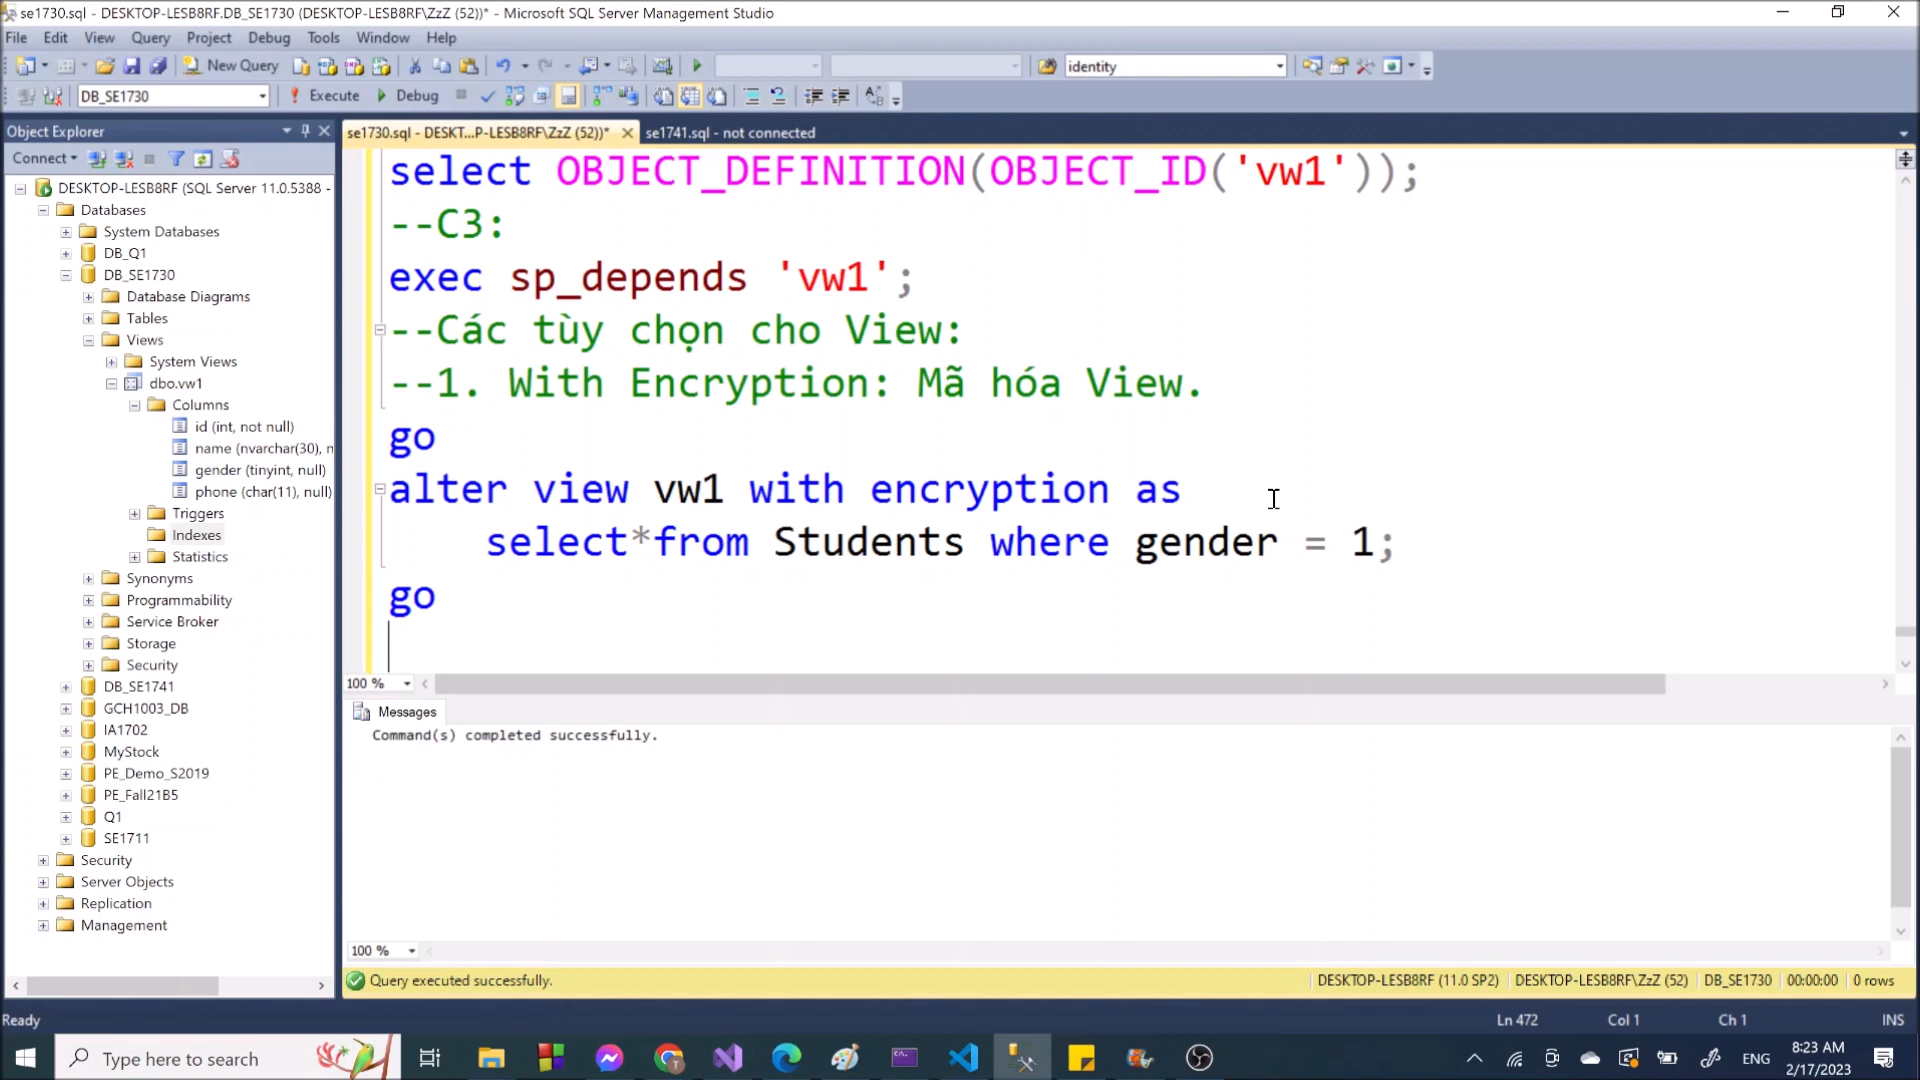 se1730.sql - DESKTOP-LESB8RF.DB_SE1730 (DESKTOP-LESB8RF\ZzZ (52))* - Microsoft SQL Server Management Studio
File Edit View Query Project Debug Tools Window Help
New Query identity
DB_SE1730 Execute Debug
Object Explorer
Connect
DESKTOP-LESB8RF (SQL Server 11.0.5388 -
Databases
System Databases
DB_Q1
DB_SE1730
Database Diagrams
Tables
Views
System Views
dbo.vw1
Columns
id (int, not null)
name (nvarchar(30), n
gender (tinyint, null)
phone (char(11), null)
Triggers
Indexes
Statistics
Synonyms
Programmability
Service Broker
Storage
Security
DB_SE1741
GCH1003_DB
IA1702
MyStock
PE_Demo_S2019
PE_Fall21B5
Q1
SE1711
Security
Server Objects
Replication
Management
se1730.sql - DESKT...P-LESB8RF\ZzZ (52))* se1741.sql - not connected
select OBJECT_DEFINITION(OBJECT_ID('vw1'));
--C3:
exec sp_depends 'vw1';
--Các tùy chọn cho View:
--1. With Encryption: Mã hóa View.
go
alter view vw1 with encryption as
select*from Students where gender = 1;
go
100 %
Messages
Command(s) completed successfully.
100 %
Query executed successfully. DESKTOP-LESB8RF (11.0 SP2) DESKTOP-LESB8RF\ZzZ (52) DB_SE1730 00:00:00 0 rows
Ready Ln 472 Col 1 Ch 1 INS
Type here to search ENG 8:23 AM
2/17/2023